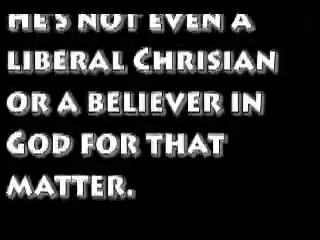 He's not even a
liberal Chrisian
or a believer in
God for that
matter.